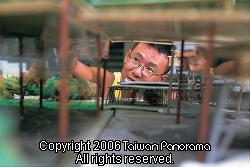 Copyright 2006 Taiwan Panorama
All rights reserved.